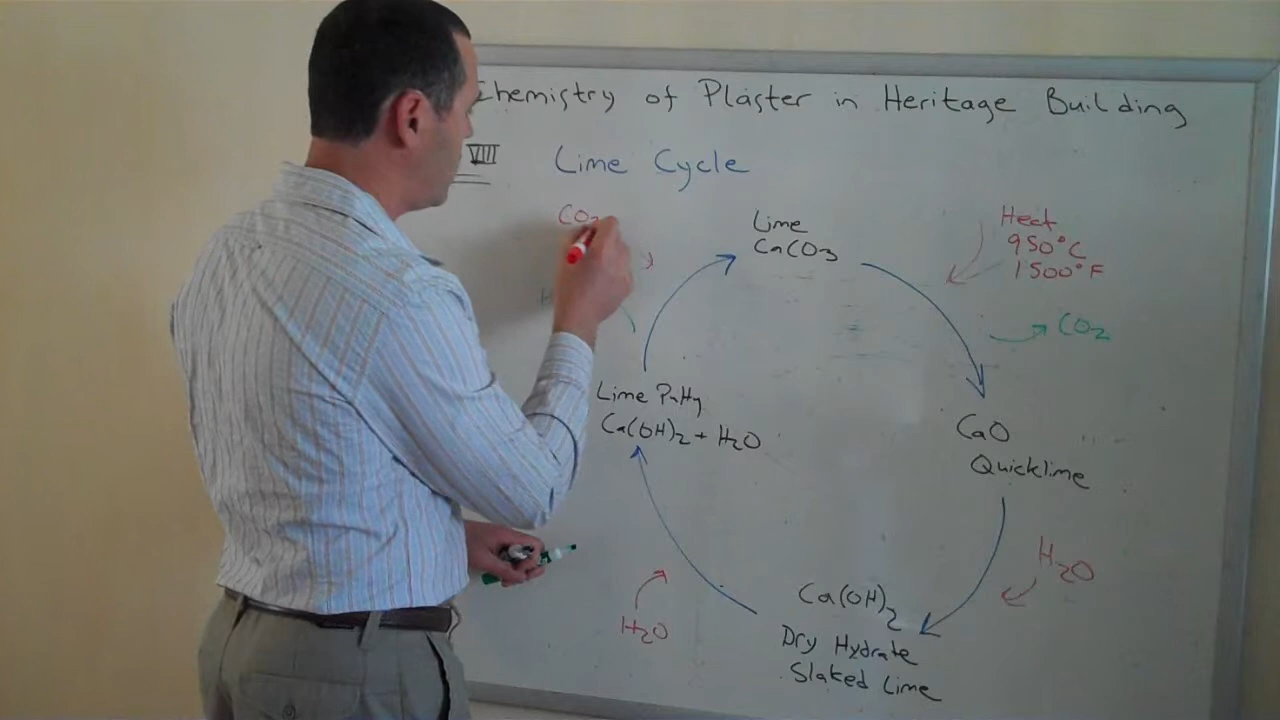 Chemistry of Plaster in Heritage Building
VIII
Lime Cycle
CO2
Lime
CaCO3
Heat
950°C
1500°F
CO2
Lime Putty
Ca(OH)2 + H2O
CaO
Quicklime
H2O
Ca(OH)2
Dry Hydrate
Slaked Lime
H2O